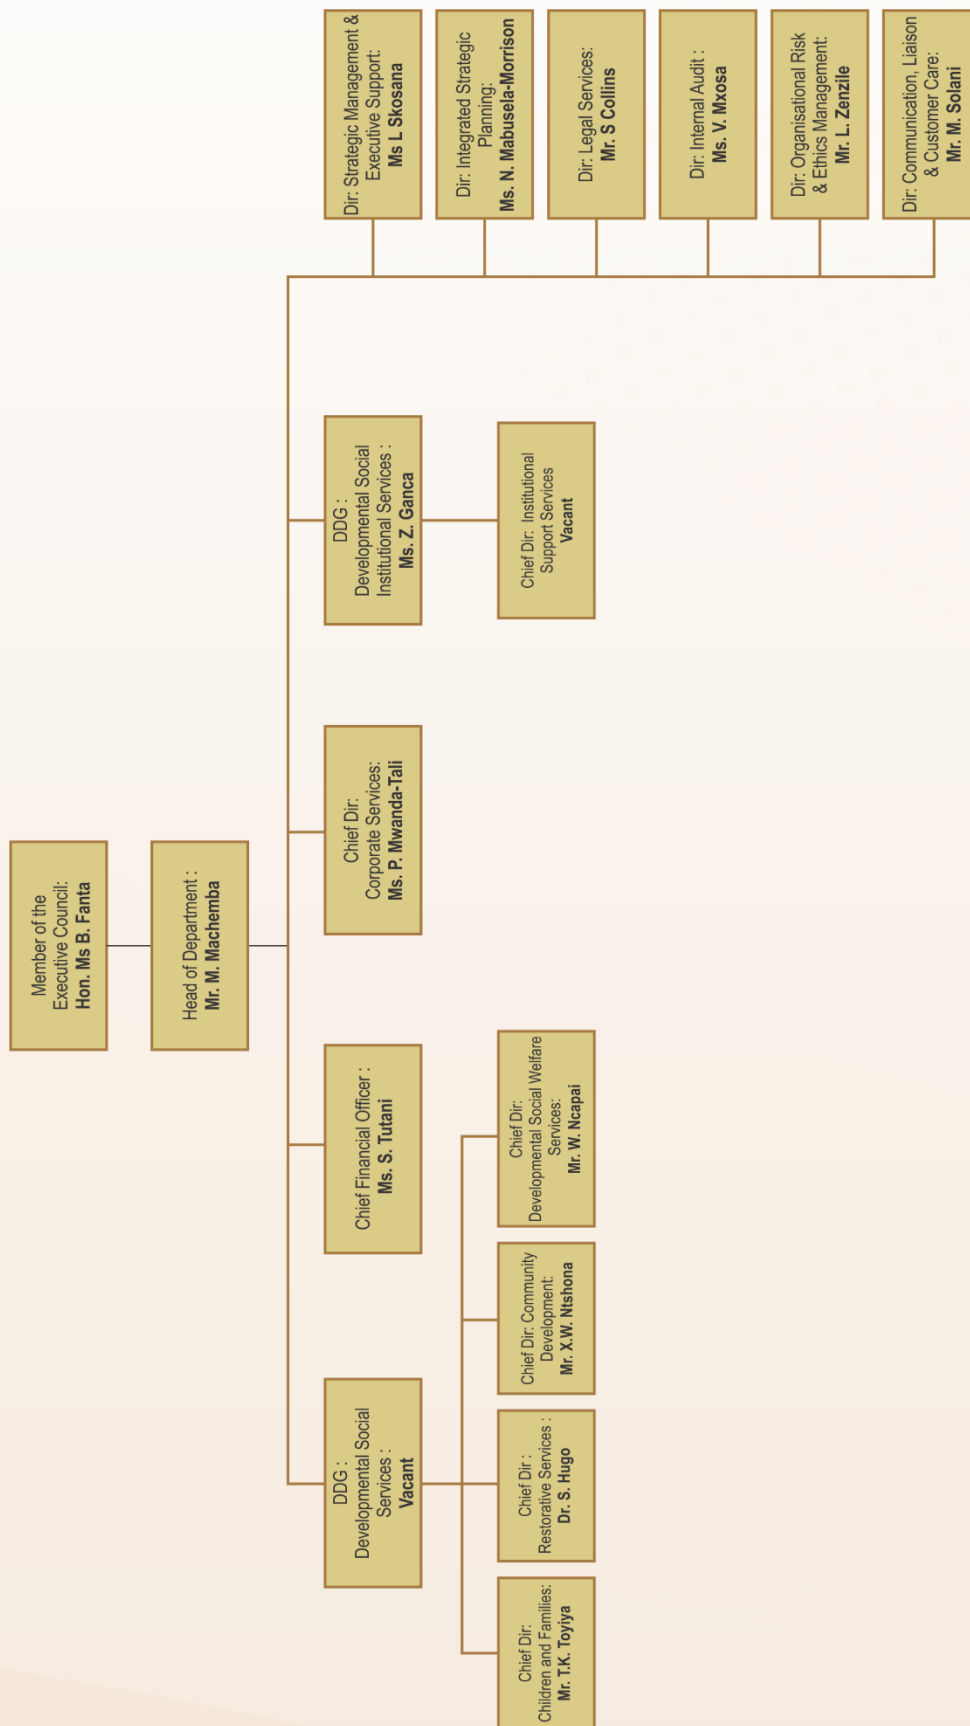 Member of the
Executive Council:
Hon. Ms B. Fanta
Head of Department :
Mr. M. Machemba
DDG :
Developmental Social
Services :
Vacant
Chief Financial Officer :
Ms. S. Tutani
Chief Dir:
Corporate Services:
Ms. P. Mwanda-Tali
DDG :
Developmental Social
Institutional Services :
Ms. Z. Ganca
Dir: Strategic Management &
Executive Support:
Ms L Skosana
Dir: Integrated Strategic
Planning:
Ms. N. Mabusela-Morrison
Dir: Legal Services:
Mr. S Collins
Dir: Internal Audit :
Ms. V. Mxosa
Dir: Organisational Risk
& Ethics Management:
Mr. L. Zenzile
Dir: Communication, Liaison
& Customer Care:
Mr. M. Solani
Chief Dir:
Children and Families:
Mr. T.K. Toyiya
Chief Dir :
Restorative Services :
Dr. S. Hugo
Chief Dir: Community
Development:
Mr. X.W. Ntshona
Chief Dir:
Developmental Social Welfare
Services:
Mr. W. Ncapai
Chief Dir: Institutional
Support Services
Vacant